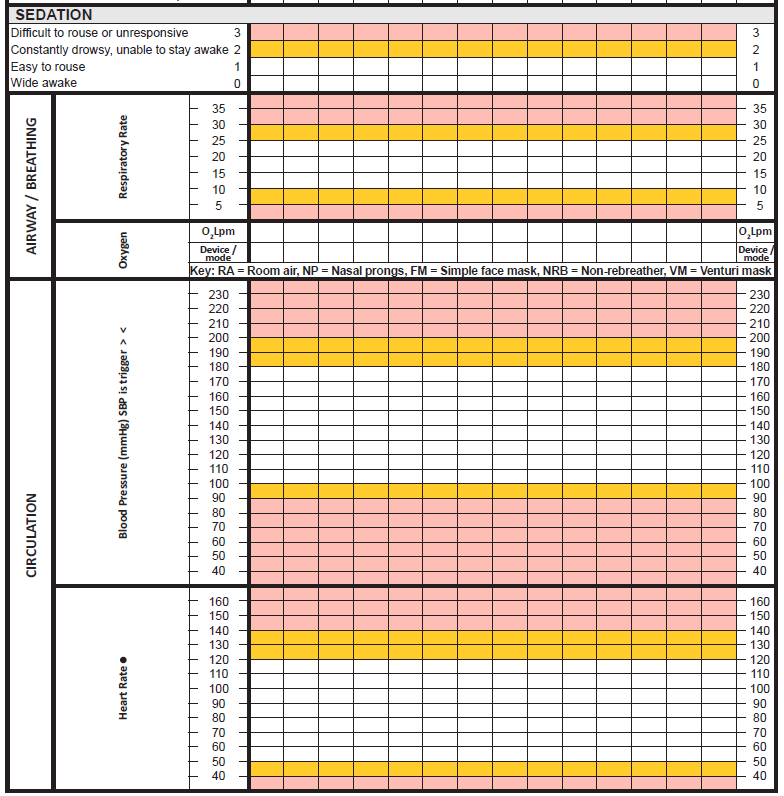 SEDATION
Difficult to rouse or unresponsive 3 3
Constantly drowsy, unable to stay awake 2 2
Easy to rouse 1 1
Wide awake 0 0
AIRWAY / BREATHING
Respiratory Rate
35 35
30 30
25 25
20 20
15 15
10 10
5 5
Oxygen
O₂Lpm O₂Lpm
Device / Device /
mode mode
Key: RA = Room air, NP = Nasal prongs, FM = Simple face mask, NRB = Non-rebreather, VM = Venturi mask
CIRCULATION
Blood Pressure (mmHg) SBP is trigger > <
230 230
220 220
210 210
200 200
190 190
180 180
170 170
160 160
150 150
140 140
130 130
120 120
110 110
100 100
90 90
80 80
70 70
60 60
50 50
40 40
Heart Rate ●
160 160
150 150
140 140
130 130
120 120
110 110
100 100
90 90
80 80
70 70
60 60
50 50
40 40